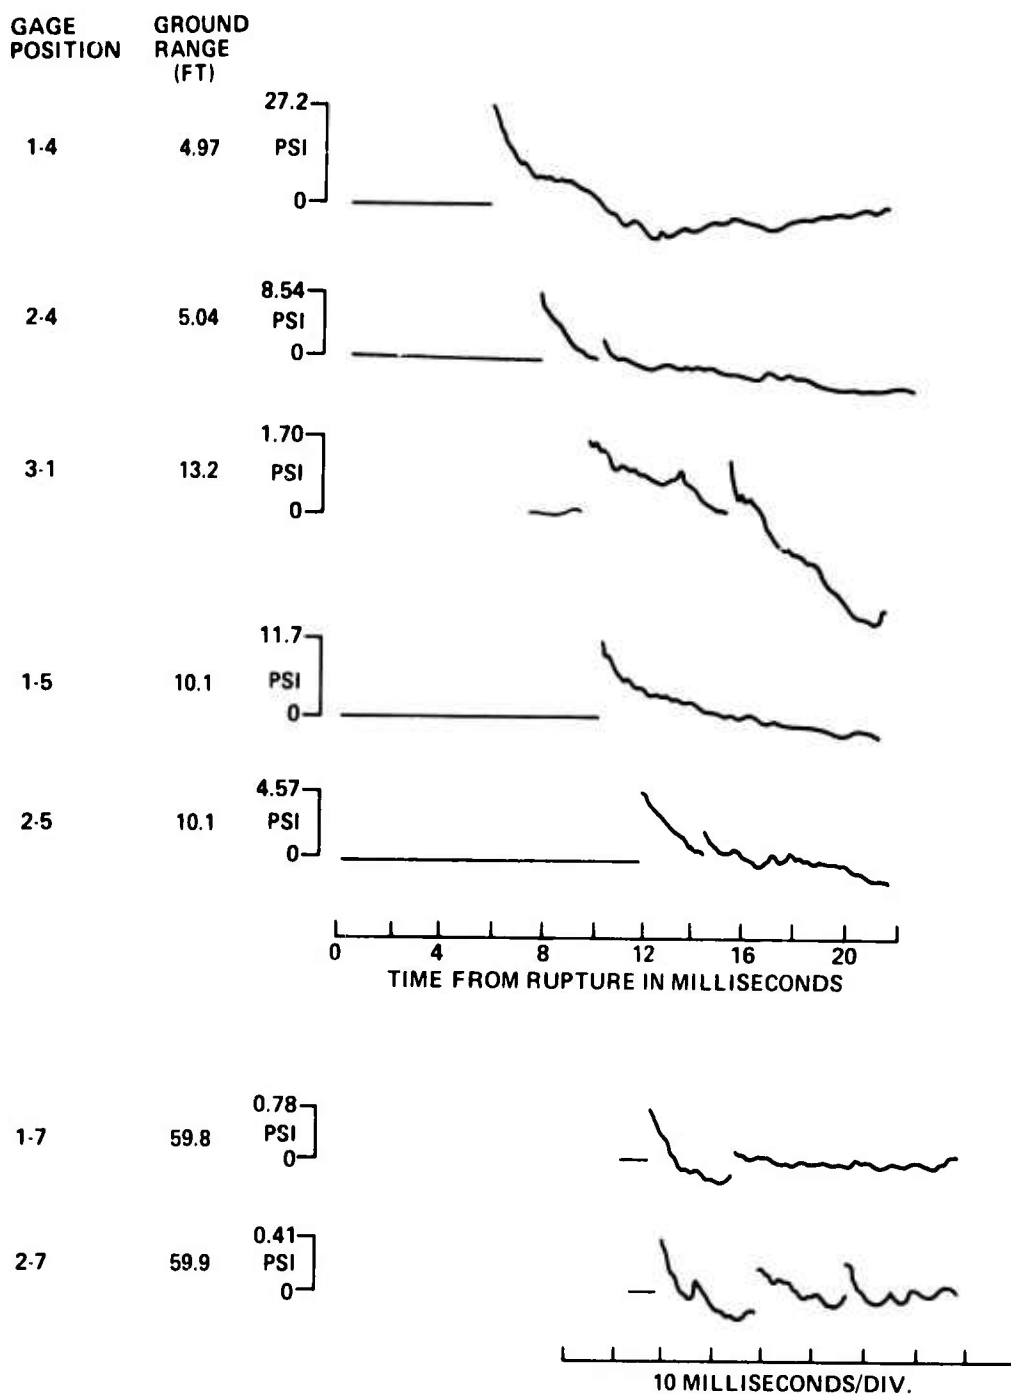 GAGE POSITION GROUND RANGE (FT)
1-4 4.97 27.2 PSI 0
2-4 5.04 8.54 PSI 0
3-1 13.2 1.70 PSI 0
1-5 10.1 11.7 PSI 0
2-5 10.1 4.57 PSI 0
0 4 8 12 16 20
TIME FROM RUPTURE IN MILLISECONDS
1-7 59.8 0.78 PSI 0
2-7 59.9 0.41 PSI 0
10 MILLISECONDS/DIV.